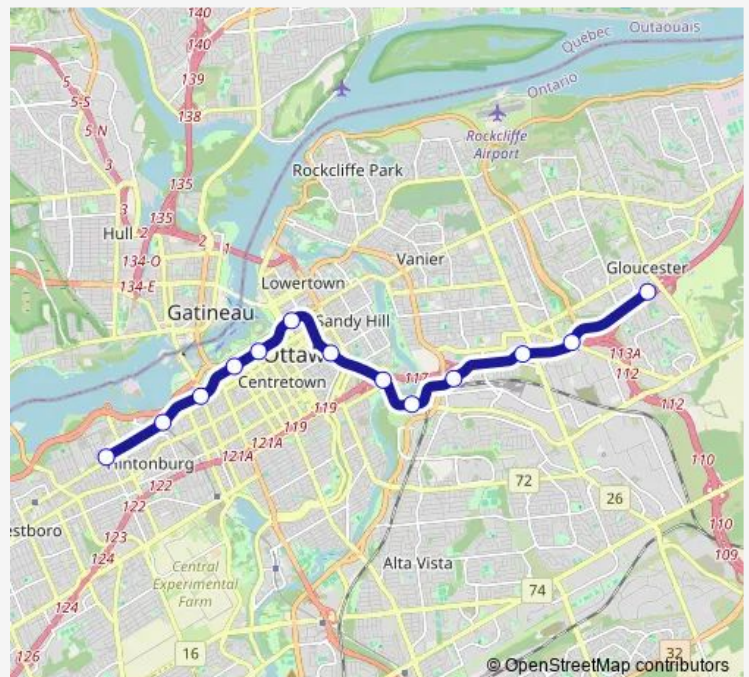 140
140
Québec Outaouais
Ontario
5
139
5-S
5-N
138
3
Rockcliffe
Airport
Rockcliffe Park
135
3
135
Hull
2
2
1
134-O
134-E
Vanier
Gloucester
Lowertown
Gatineau
Sandy Hill
117
113A
112
Centretown
119
112
119
121A
121A
122
110
122
72
26
123
110
124
Alta Vista
109
Central
Experimental
Farm
74
124
16
126
32
© OpenStreetMap contributors